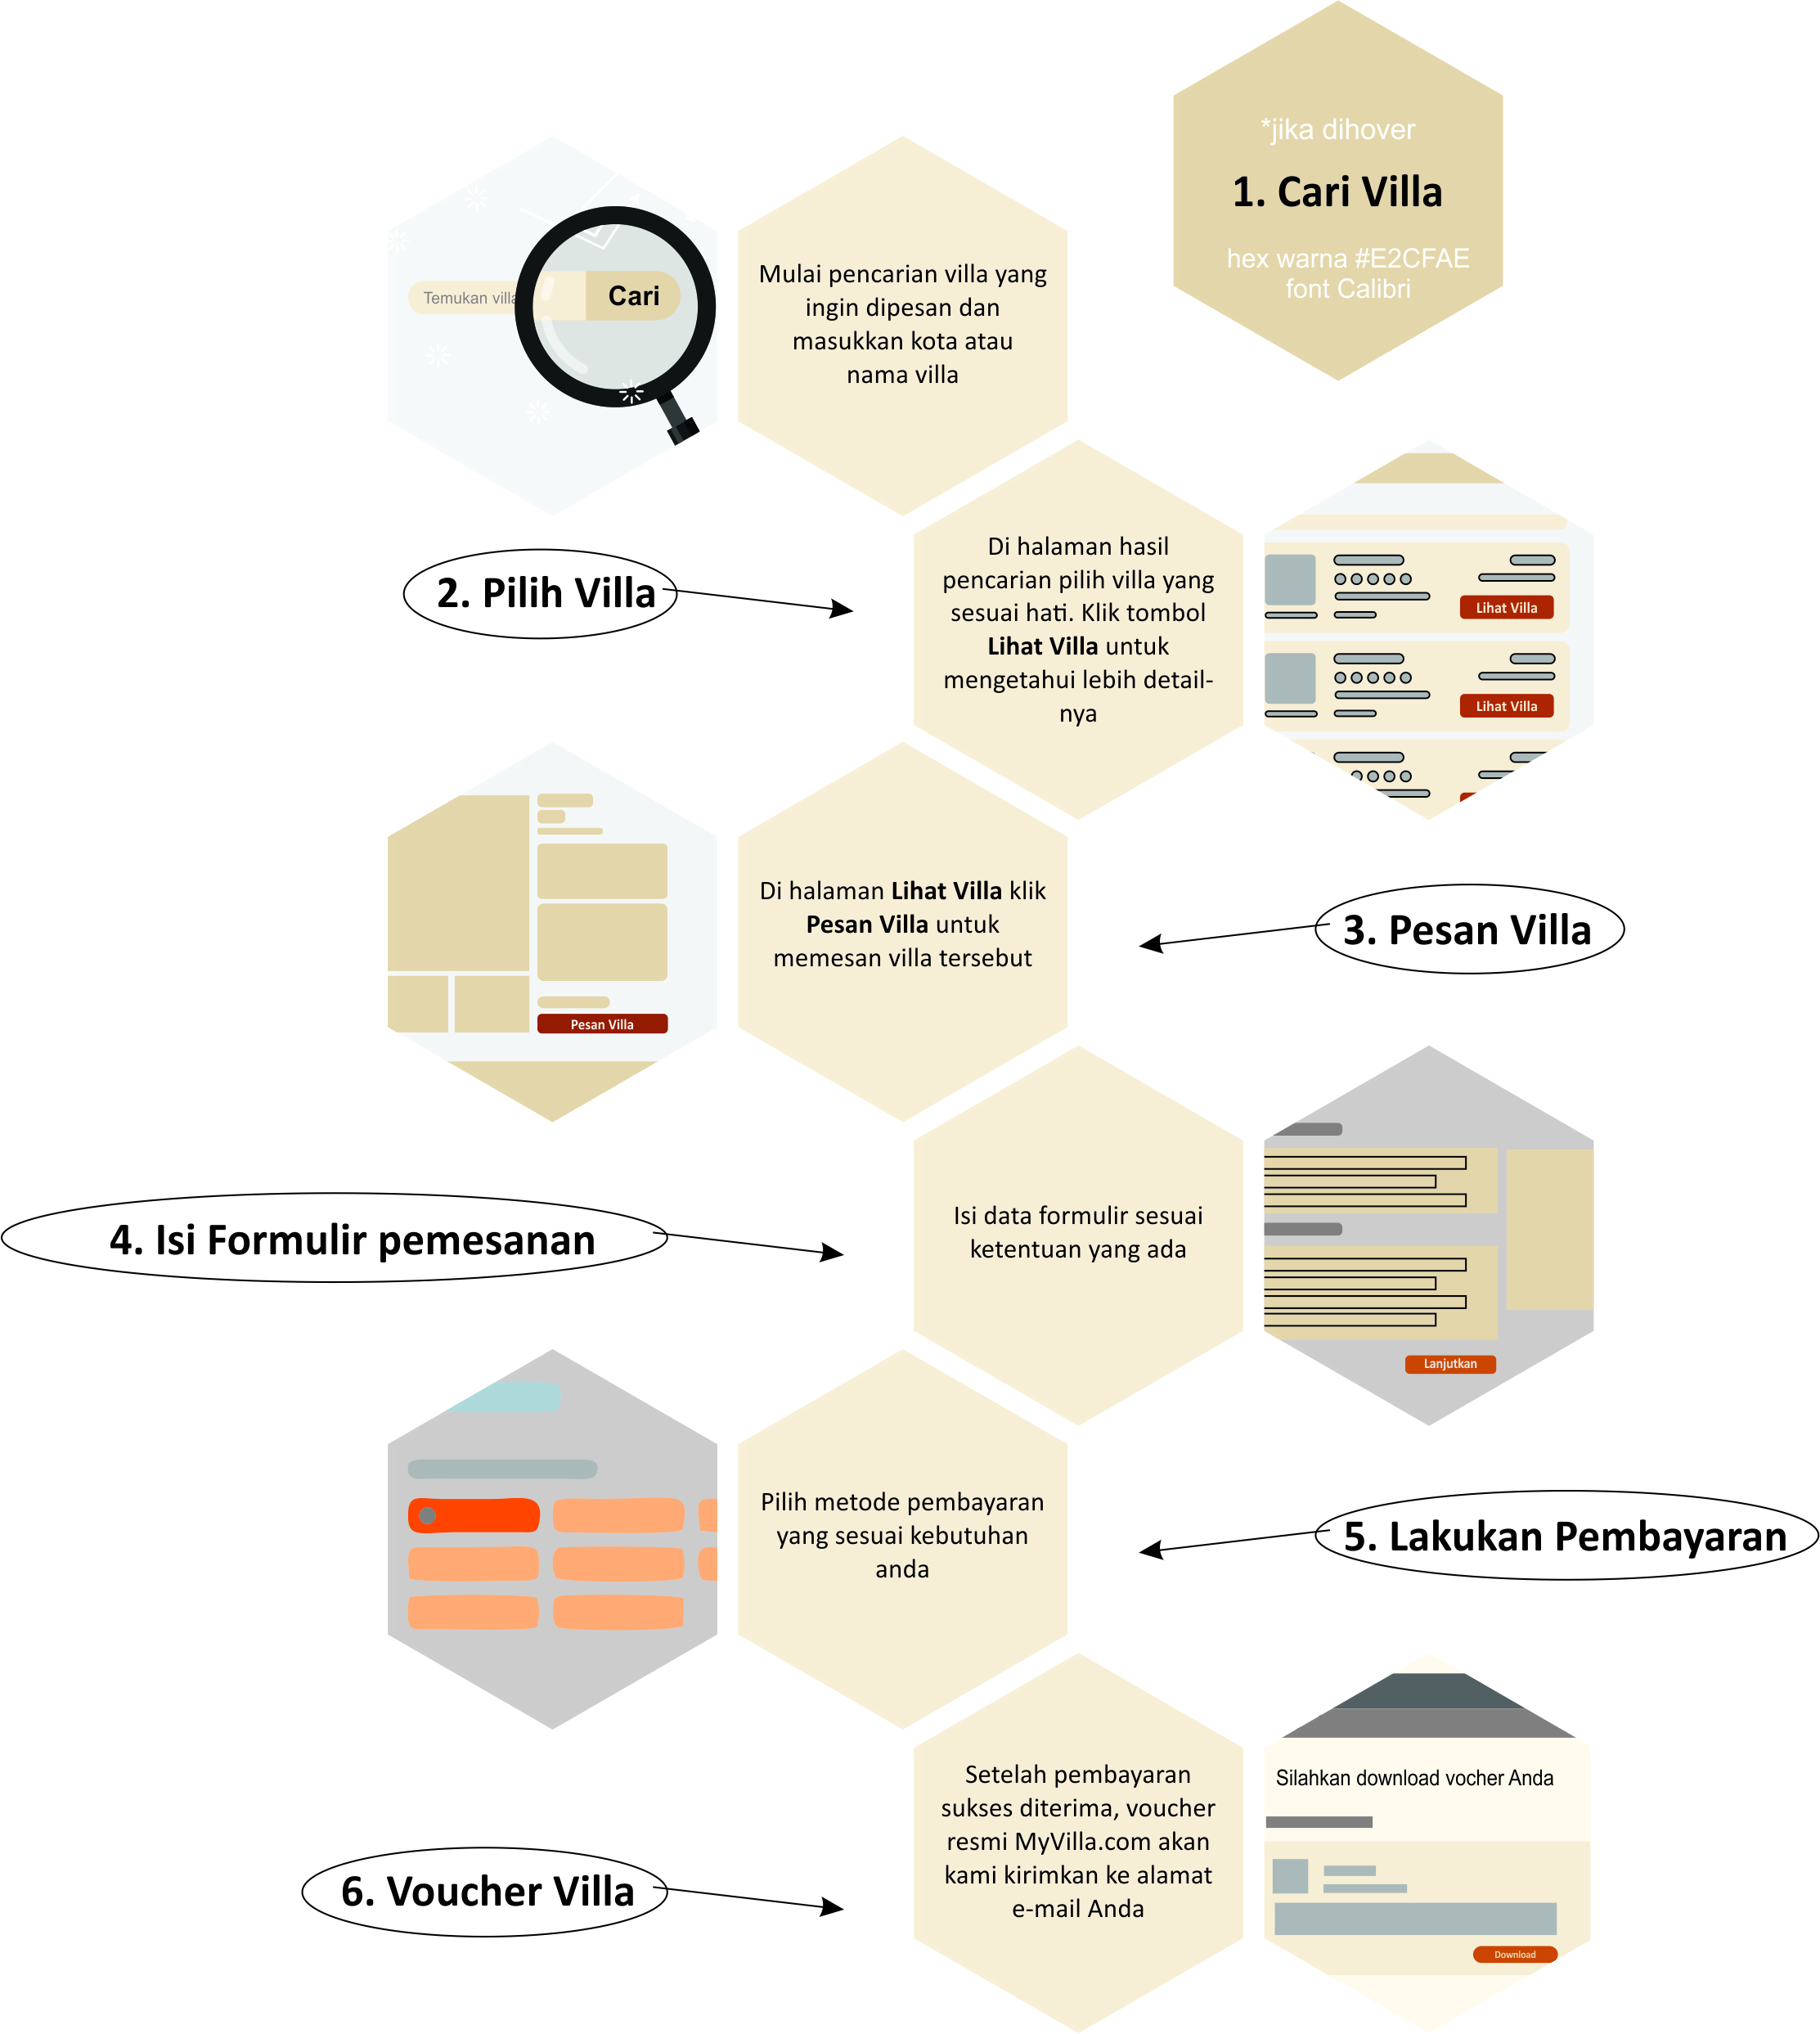 *jika dihover
1. Cari Villa
hex warna #E2CFAE
font Calibri
Temukan villa
Cari
Mulai pencarian villa yang
ingin dipesan dan
masukkan kota atau
nama villa
2. Pilih Villa
Di halaman hasil
pencarian pilih villa yang
sesuai hati. Klik tombol
Lihat Villa untuk
mengetahui lebih detail-
nya
Lihat Villa
Lihat Villa
Pesan Villa
Di halaman Lihat Villa klik
Pesan Villa untuk
memesan villa tersebut
3. Pesan Villa
4. Isi Formulir pemesanan
Isi data formulir sesuai
ketentuan yang ada
Lanjutkan
Pilih metode pembayaran
yang sesuai kebutuhan
anda
5. Lakukan Pembayaran
6. Voucher Villa
Setelah pembayaran
sukses diterima, voucher
resmi MyVilla.com akan
kami kirimkan ke alamat
e-mail Anda
Silahkan download vocher Anda
Download